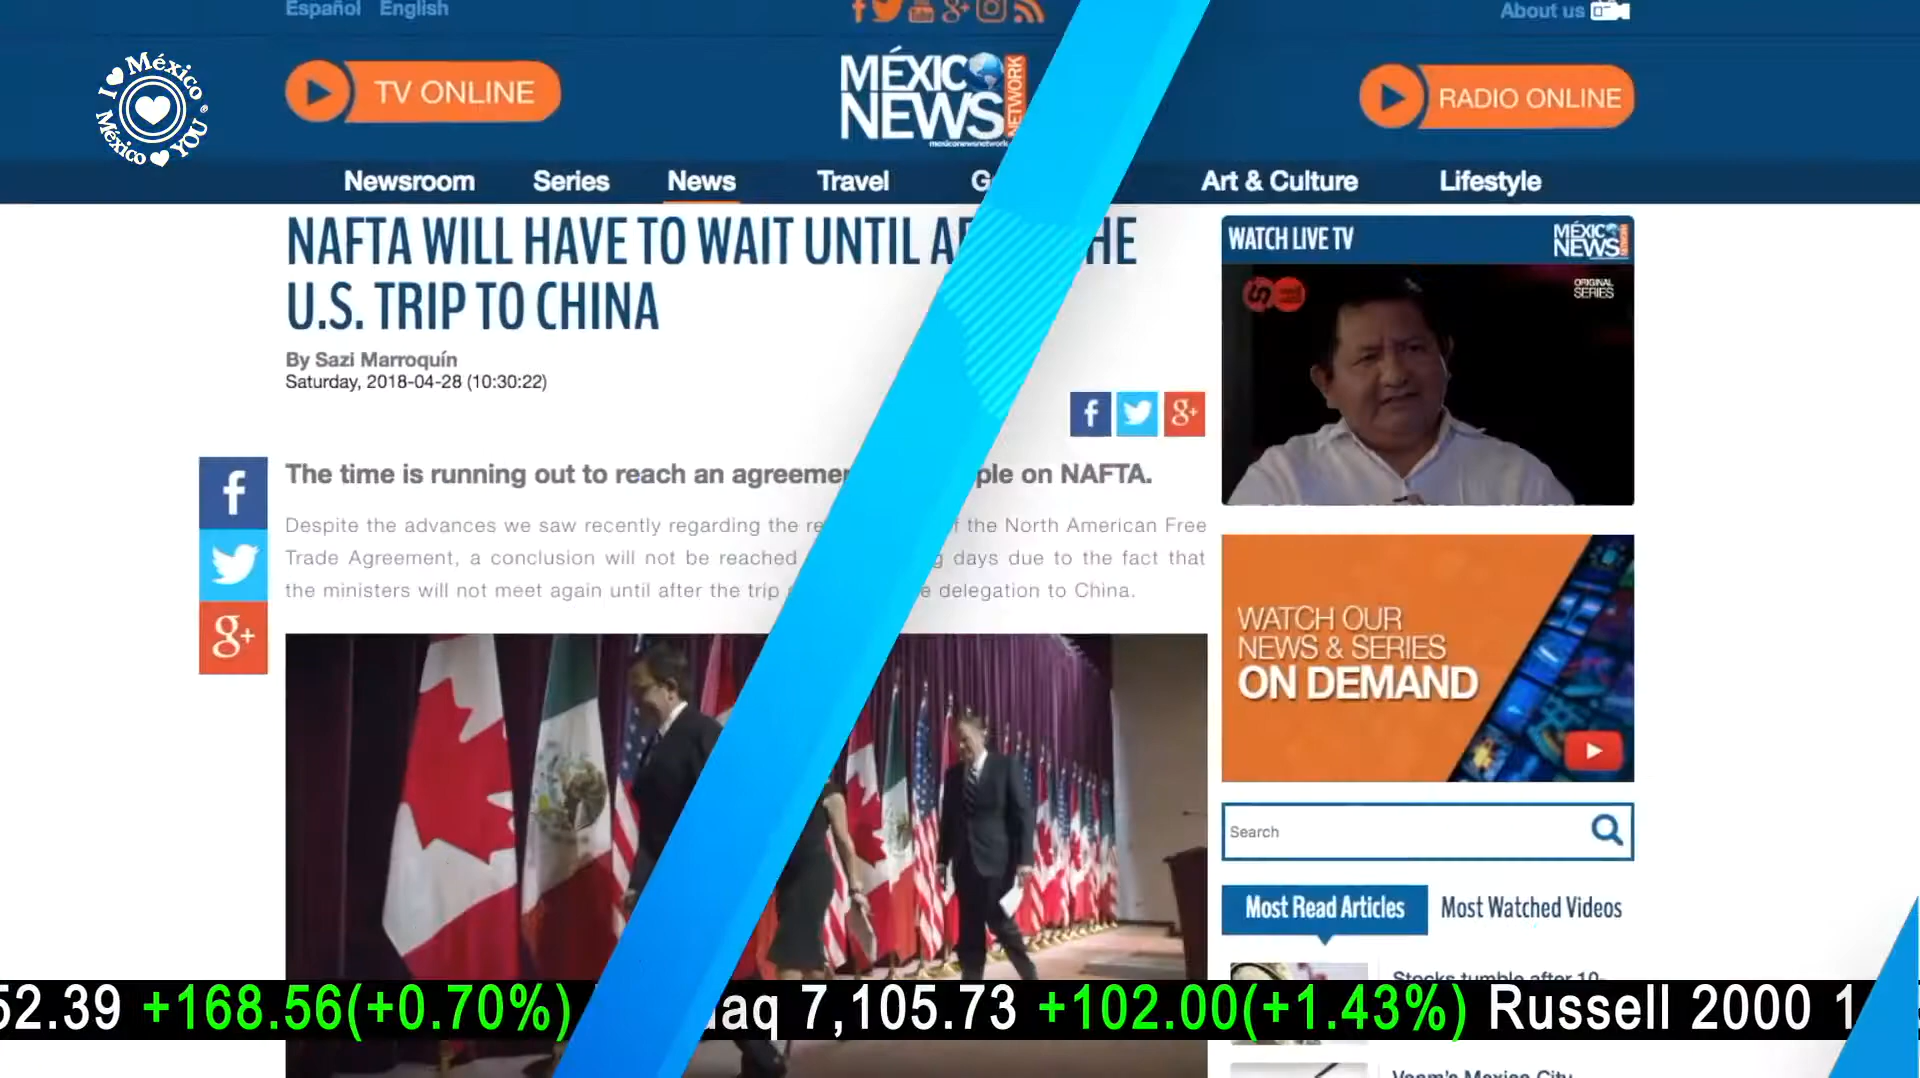 Español English
About us
I México
México YOU
TV ONLINE
MÉXICO
NEWS
NETWORK
RADIO ONLINE
Newsroom Series News Travel Art & Culture Lifestyle
NAFTA WILL HAVE TO WAIT UNTIL
U.S. TRIP TO CHINA
By Sazi Marroquín
Saturday, 2018-04-28 (10:30:22)
The time is running out to reach an on NAFTA.
Despite the advances we saw recently regarding the the North American Free
Trade Agreement, a conclusion will not be reached days due to the fact that
the ministers will not meet again until after the trip delegation to China.
WATCH LIVE TV
MÉXICO
NEWS
ORIGINAL
SERIES
WATCH OUR
NEWS & SERIES
ON DEMAND
Search
Most Read Articles Most Watched Videos
Stocks tumble after 10-
52.39 +168.56(+0.70%) 7,105.73 +102.00(+1.43%) Russell 2000 1
Mexico City